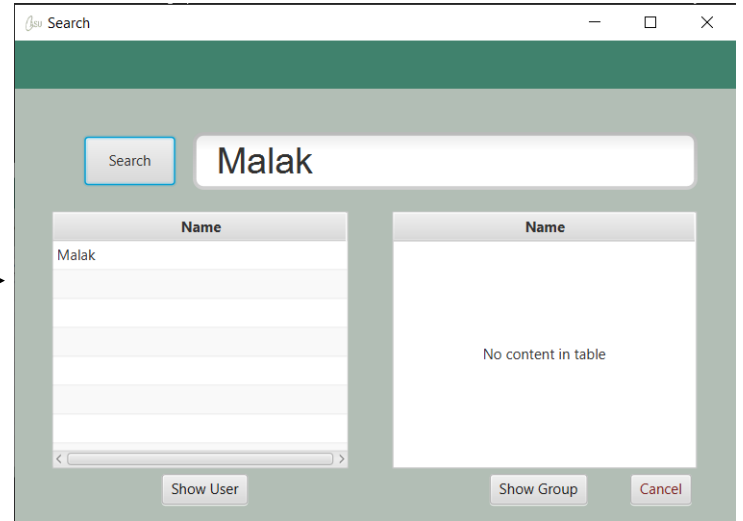 Search
Search
Malak
Name
Malak
Name
No content in table
Show User
Show Group
Cancel